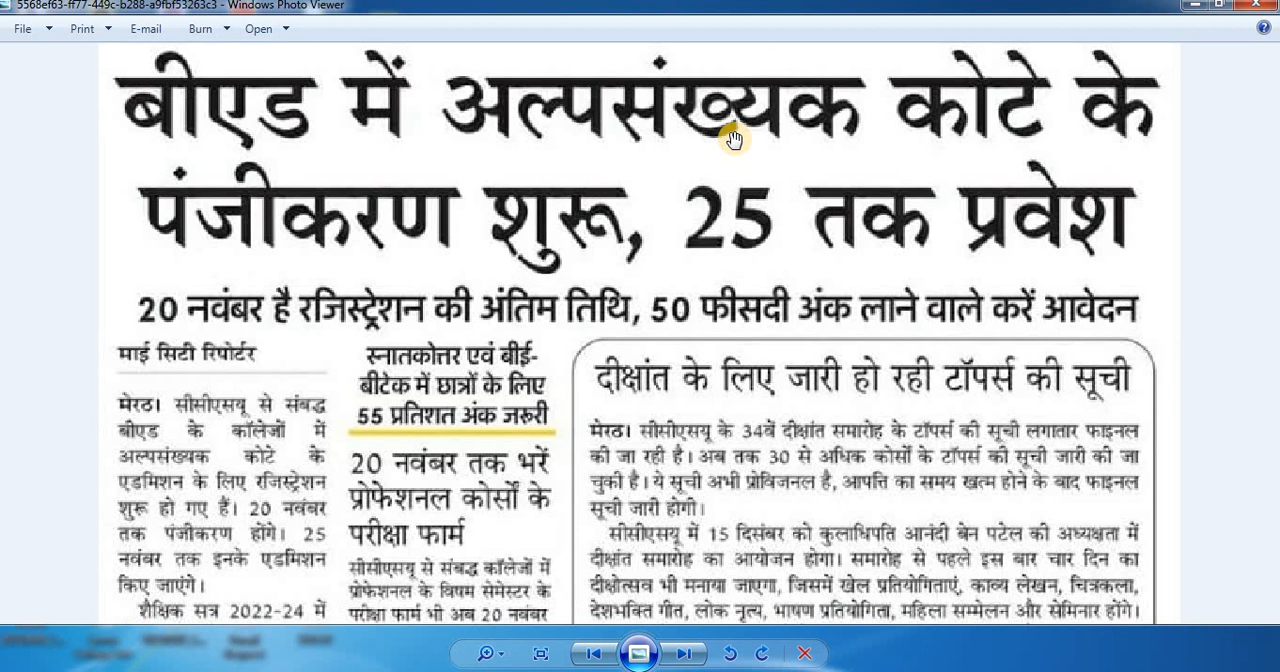 5568ef63-ff77-449c-b288-a9fbf53263c3 - Windows Photo Viewer
File Print E-mail Burn Open
बीएड में अल्पसंख्यक कोटे के
पंजीकरण शुरू, 25 तक प्रवेश
20 नवंबर है रजिस्ट्रेशन की अंतिम तिथि, 50 फीसदी अंक लाने वाले करें आवेदन
माई सिटी रिपोर्टर
मेरठ। सीसीएसयू से संबद्ध
बीएड के कॉलेजों में
अल्पसंख्यक कोटे के
एडमिशन के लिए रजिस्ट्रेशन
शुरू हो गए हैं। 20 नवंबर
तक पंजीकरण होंगे। 25
नवंबर तक इनके एडमिशन
किए जाएंगे।
शैक्षिक सत्र 2022-24 में
स्नातकोत्तर एवं बीई-
बीटेक में छात्रों के लिए
55 प्रतिशत अंक जरूरी
20 नवंबर तक भरें
प्रोफेशनल कोर्सों के
परीक्षा फार्म
सीसीएसयू से संबद्ध कॉलेजों में
प्रोफेशनल के विषम सेमेस्टर के
परीक्षा फार्म भी अब 20 नवंबर
दीक्षांत के लिए जारी हो रही टॉपर्स की सूची
मेरठ। सीसीएसयू के 34वें दीक्षांत समारोह के टॉपर्स की सूची लगातार फाइनल
की जा रही है। अब तक 30 से अधिक कोर्सों के टॉपर्स की सूची जारी की जा
चुकी है। ये सूची अभी प्रोविजनल है, आपत्ति का समय खत्म होने के बाद फाइनल
सूची जारी होगी।
सीसीएसयू में 15 दिसंबर को कुलाधिपति आनंदी बेन पटेल की अध्यक्षता में
दीक्षांत समारोह का आयोजन होगा। समारोह से पहले इस बार चार दिन का
दीक्षोत्सव भी मनाया जाएगा, जिसमें खेल प्रतियोगिताएं, काव्य लेखन, चित्रकला,
देशभक्ति गीत, लोक नृत्य, भाषण प्रतियोगिता, महिला सम्मेलन और सेमिनार होंगे।